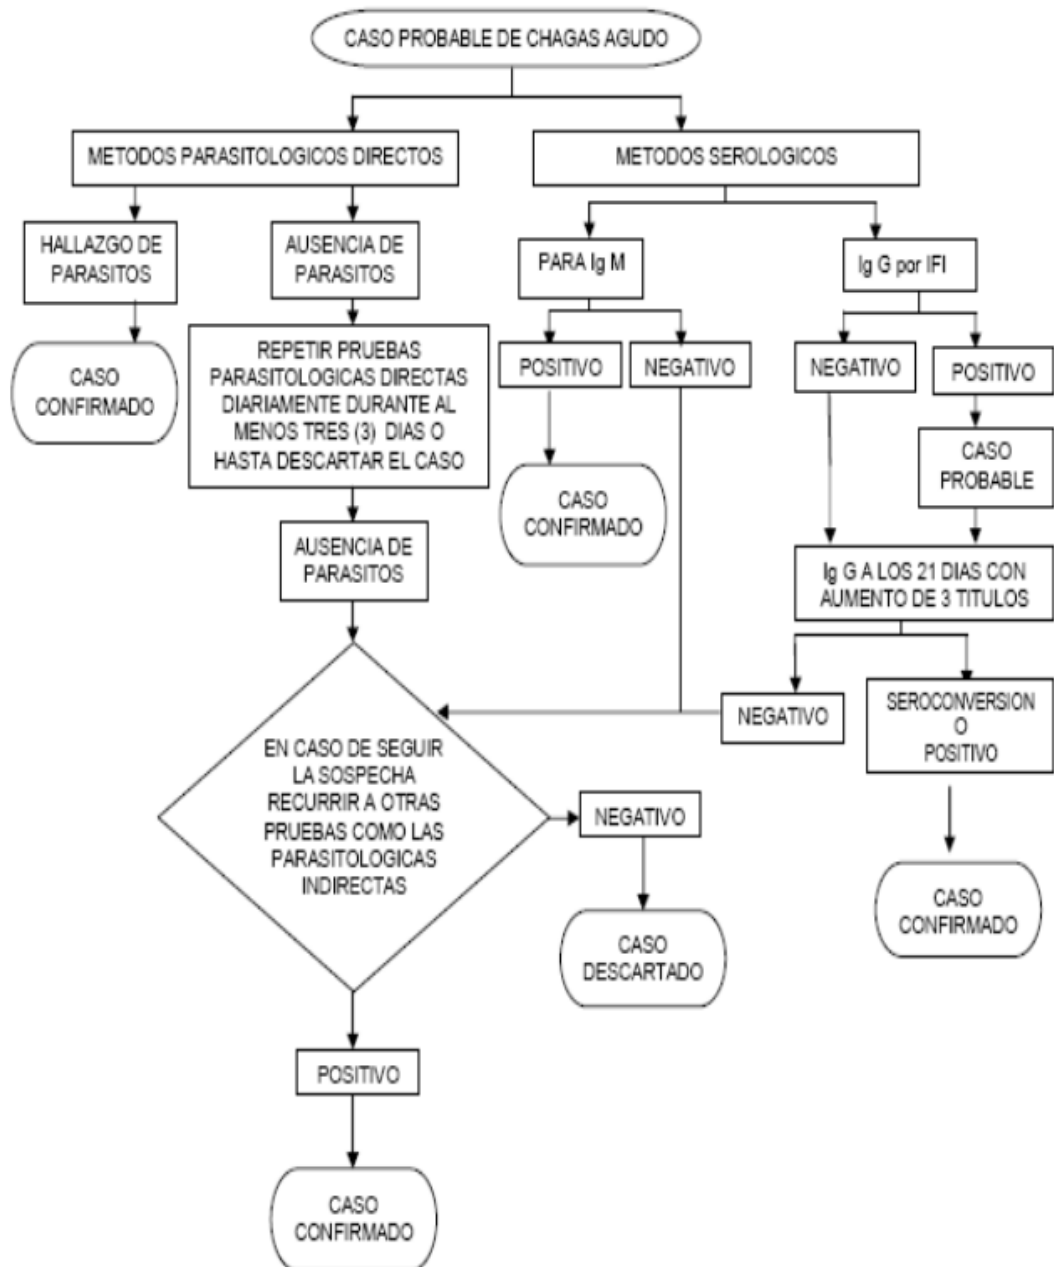 CASO PROBABLE DE CHAGAS AGUDO
METODOS PARASITOLOGICOS DIRECTOS
METODOS SEROLOGICOS
HALLAZGO DE
PARASITOS
AUSENCIA DE
PARASITOS
PARA Ig M
Ig G por IFI
CASO
CONFIRMADO
REPETIR PRUEBAS
PARASITOLOGICAS DIRECTAS
DIARIAMENTE DURANTE AL
MENOS TRES (3) DIAS O
HASTA DESCARTAR EL CASO
POSITIVO
NEGATIVO
NEGATIVO
POSITIVO
CASO
CONFIRMADO
CASO
PROBABLE
AUSENCIA DE
PARASITOS
Ig G A LOS 21 DIAS CON
AUMENTO DE 3 TITULOS
NEGATIVO
SEROCONVERSION
O
POSITIVO
EN CASO DE SEGUIR
LA SOSPECHA
RECURRIR A OTRAS
PRUEBAS COMO LAS
PARASITOLOGICAS
INDIRECTAS
NEGATIVO
CASO
DESCARTADO
CASO
CONFIRMADO
POSITIVO
CASO
CONFIRMADO